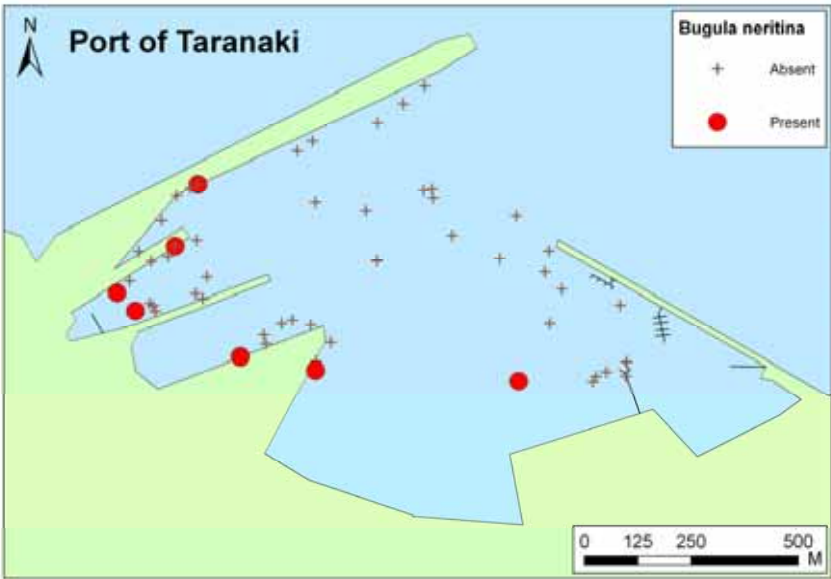 N
Port of Taranaki
Bugula neritina
Absent
Present
0 125 250 500
M